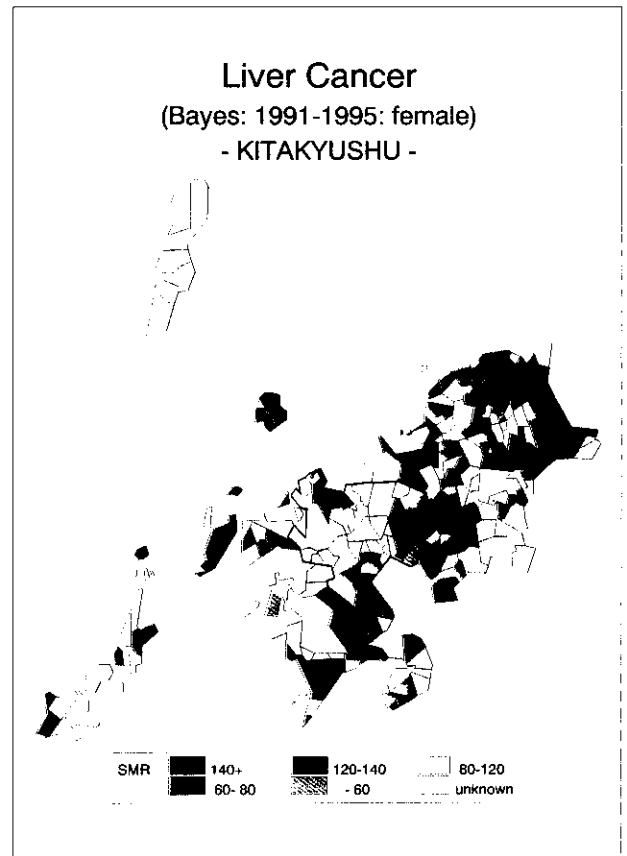 Liver Cancer
(Bayes: 1991-1995: female)
- KITAKYUSHU -
SMR 140+ 120-140 80-120
60- 80 - 60 unknown